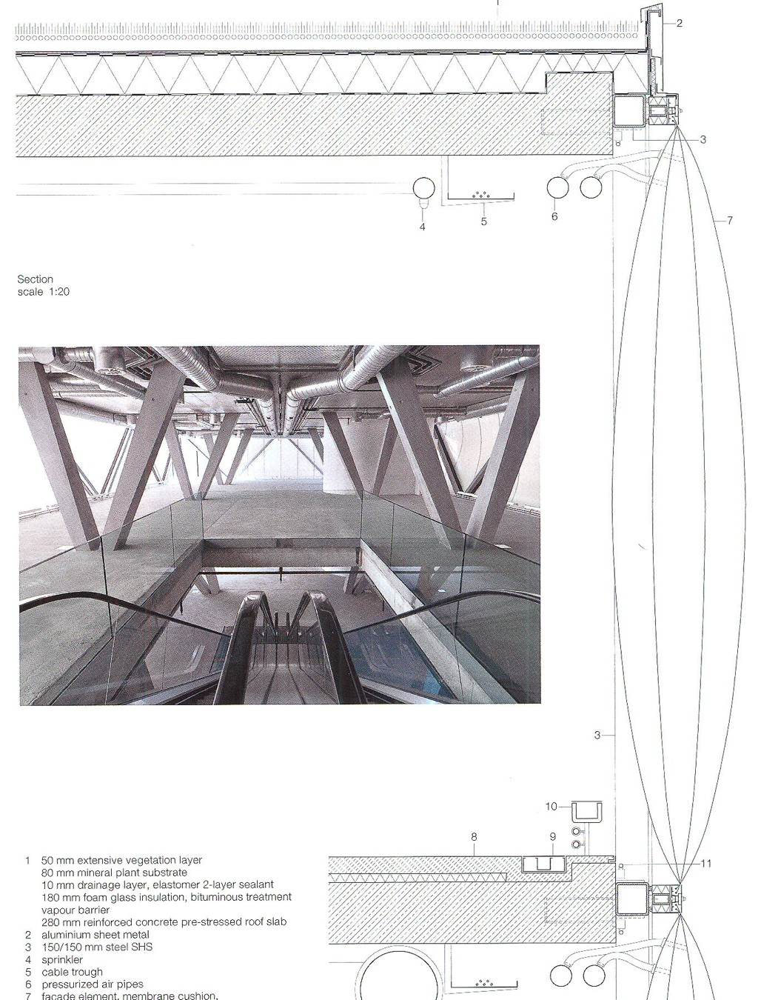 2
3
4
5
6
7
Section
scale 1:20
3
10
8
9
11
1 50 mm extensive vegetation layer
80 mm mineral plant substrate
10 mm drainage layer, elastomer 2-layer sealant
180 mm foam glass insulation, bituminous treatment
vapour barrier
280 mm reinforced concrete pre-stressed roof slab
2 aluminium sheet metal
3 150/150 mm steel SHS
4 sprinkler
5 cable trough
6 pressurized air pipes
7 facade element, membrane cushion,